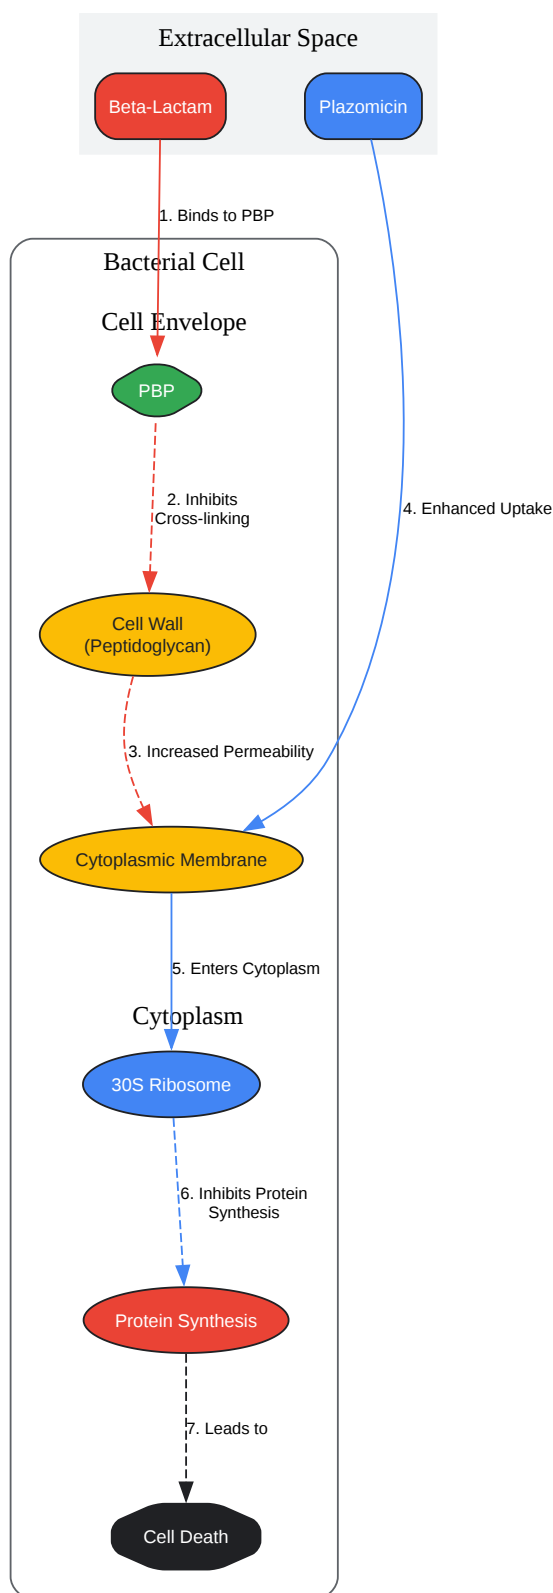 Extracellular Space
Beta-Lactam
Plazomicin
1. Binds to PBP
Bacterial Cell
Cell Envelope
PBP
2. Inhibits
Cross-linking
4. Enhanced Uptake
Cell Wall
(Peptidoglycan)
3. Increased Permeability
Cytoplasmic Membrane
5. Enters Cytoplasm
Cytoplasm
30S Ribosome
6. Inhibits Protein
Synthesis
Protein Synthesis
7. Leads to
Cell Death